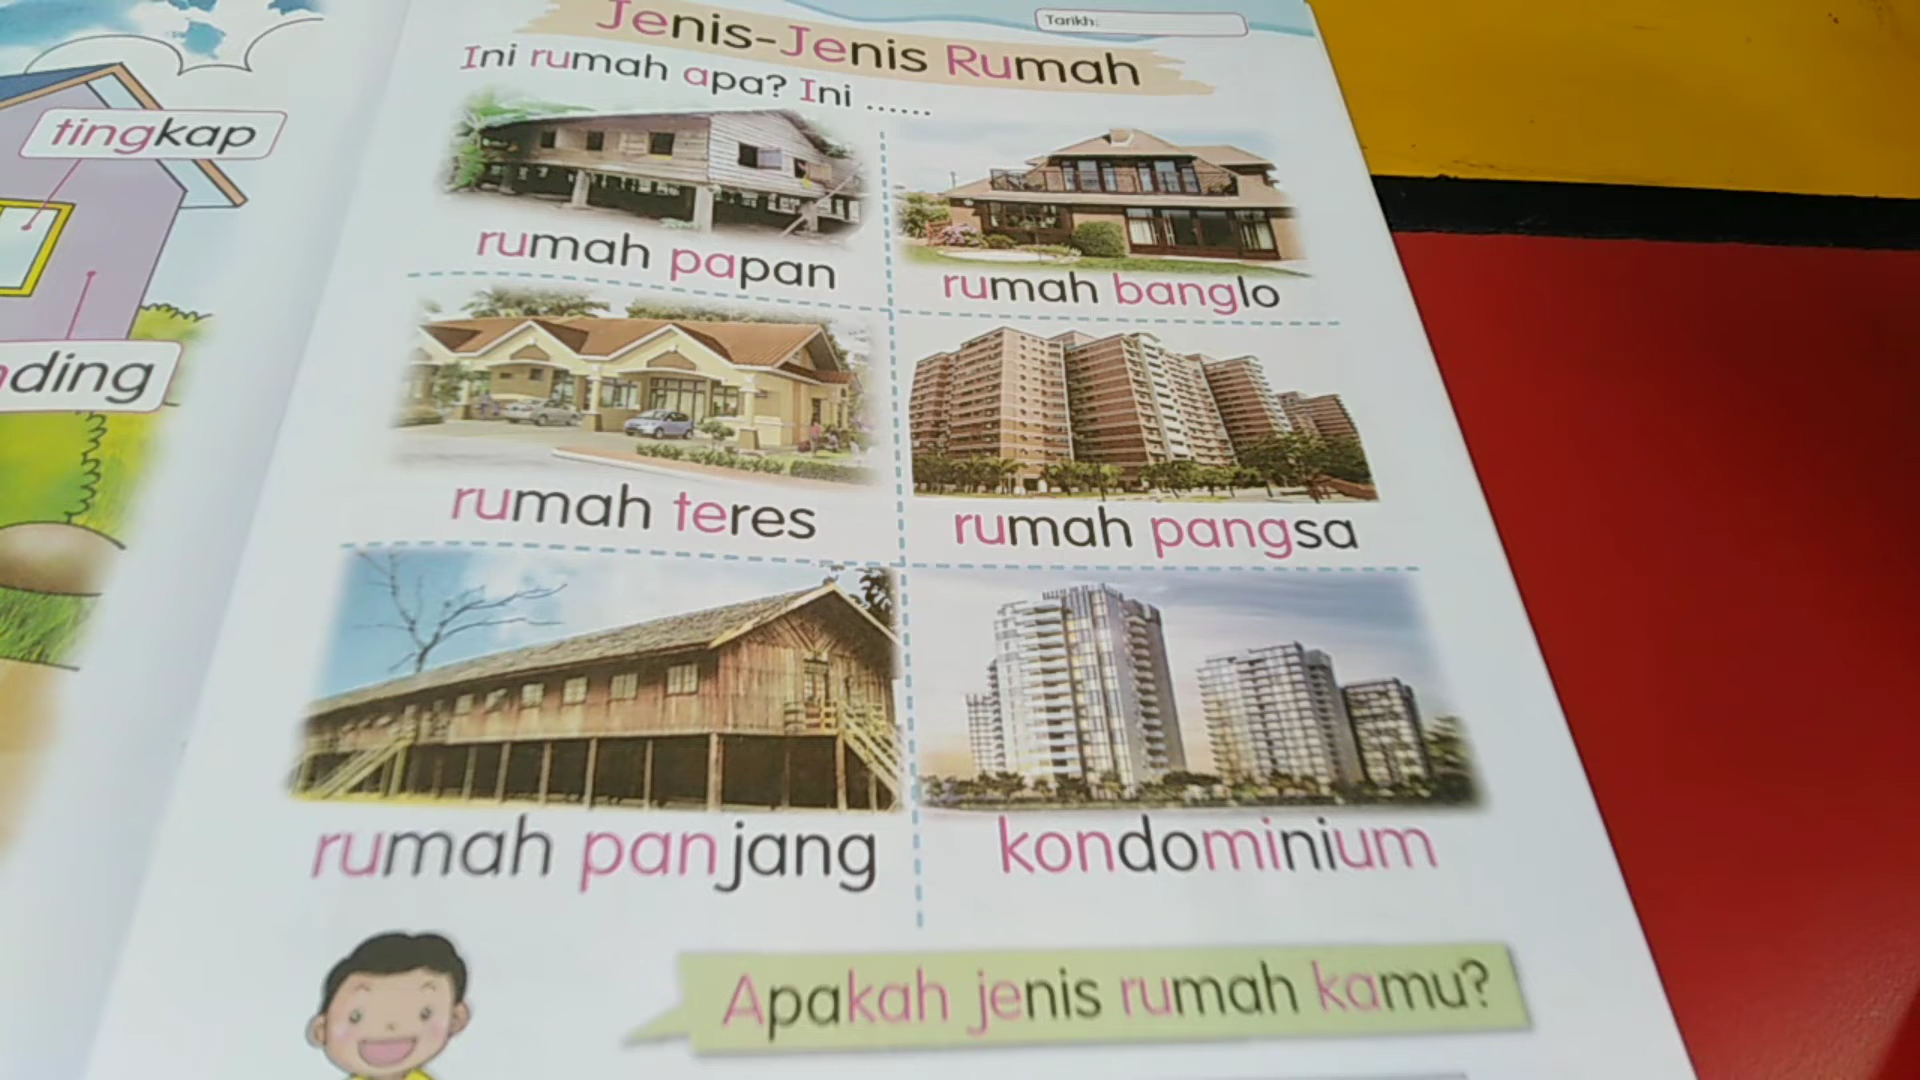 tingkap
ding
Tarikh:
Jenis-Jenis Rumah
Ini rumah apa? Ini ......
rumah papan
rumah banglo
rumah teres
rumah pangsa
rumah panjang
kondominium
Apakah jenis rumah kamu?